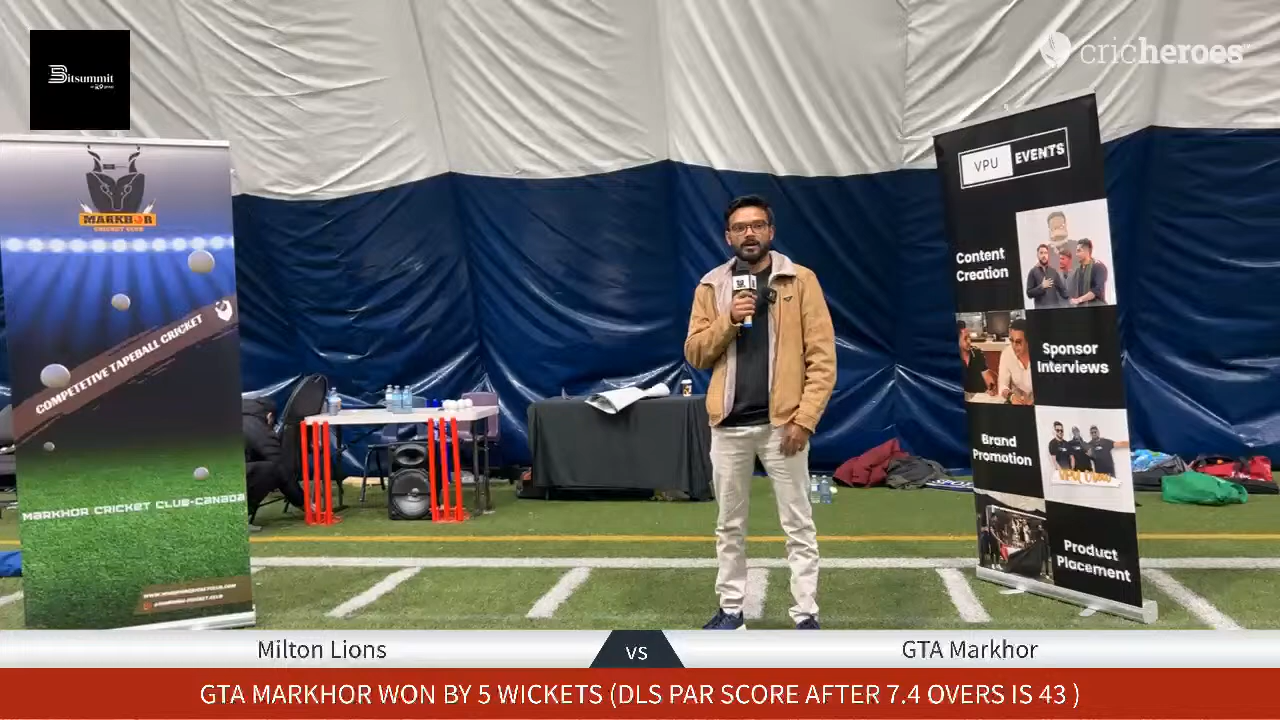 Bitsummit
cricheroes
MARKHOR
CRICKET CLUB
COMPETETIVE TAPEBALL CRICKET
MARKHOR CRICKET CLUB-CANADA
VPU EVENTS
Content
Creation
Sponsor
Interviews
Brand
Promotion
Product
Placement
Milton Lions
vs
GTA Markhor
GTA MARKHOR WON BY 5 WICKETS (DLS PAR SCORE AFTER 7.4 OVERS IS 43 )